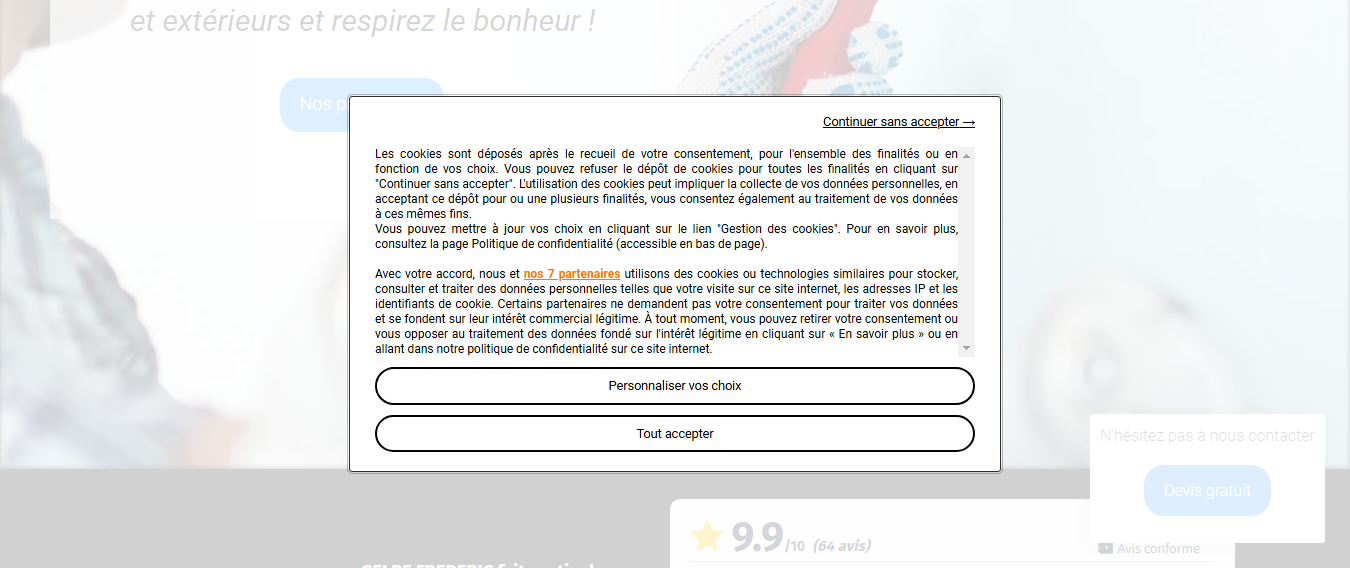 et extérieurs et respirez le bonheur !
Nos p
Continuer sans accepter →
Les cookies sont déposés après le recueil de votre consentement, pour l'ensemble des finalités ou en
fonction de vos choix. Vous pouvez refuser le dépôt de cookies pour toutes les finalités en cliquant sur
"Continuer sans accepter". L'utilisation des cookies peut impliquer la collecte de vos données personnelles, en
acceptant ce dépôt pour ou une plusieurs finalités, vous consentez également au traitement de vos données
à ces mêmes fins.
Vous pouvez mettre à jour vos choix en cliquant sur le lien "Gestion des cookies". Pour en savoir plus,
consultez la page Politique de confidentialité (accessible en bas de page).
Avec votre accord, nous et nos 7 partenaires utilisons des cookies ou technologies similaires pour stocker,
consulter et traiter des données personnelles telles que votre visite sur ce site internet, les adresses IP et les
identifiants de cookie. Certains partenaires ne demandent pas votre consentement pour traiter vos données
et se fondent sur leur intérêt commercial légitime. À tout moment, vous pouvez retirer votre consentement ou
vous opposer au traitement des données fondé sur l'intérêt légitime en cliquant sur « En savoir plus » ou en
allant dans notre politique de confidentialité sur ce site internet.
Personnaliser vos choix
Tout accepter
N'hésitez pas à nous contacter
Devis gratuit
9.9/10 (64 avis)
Avis conforme